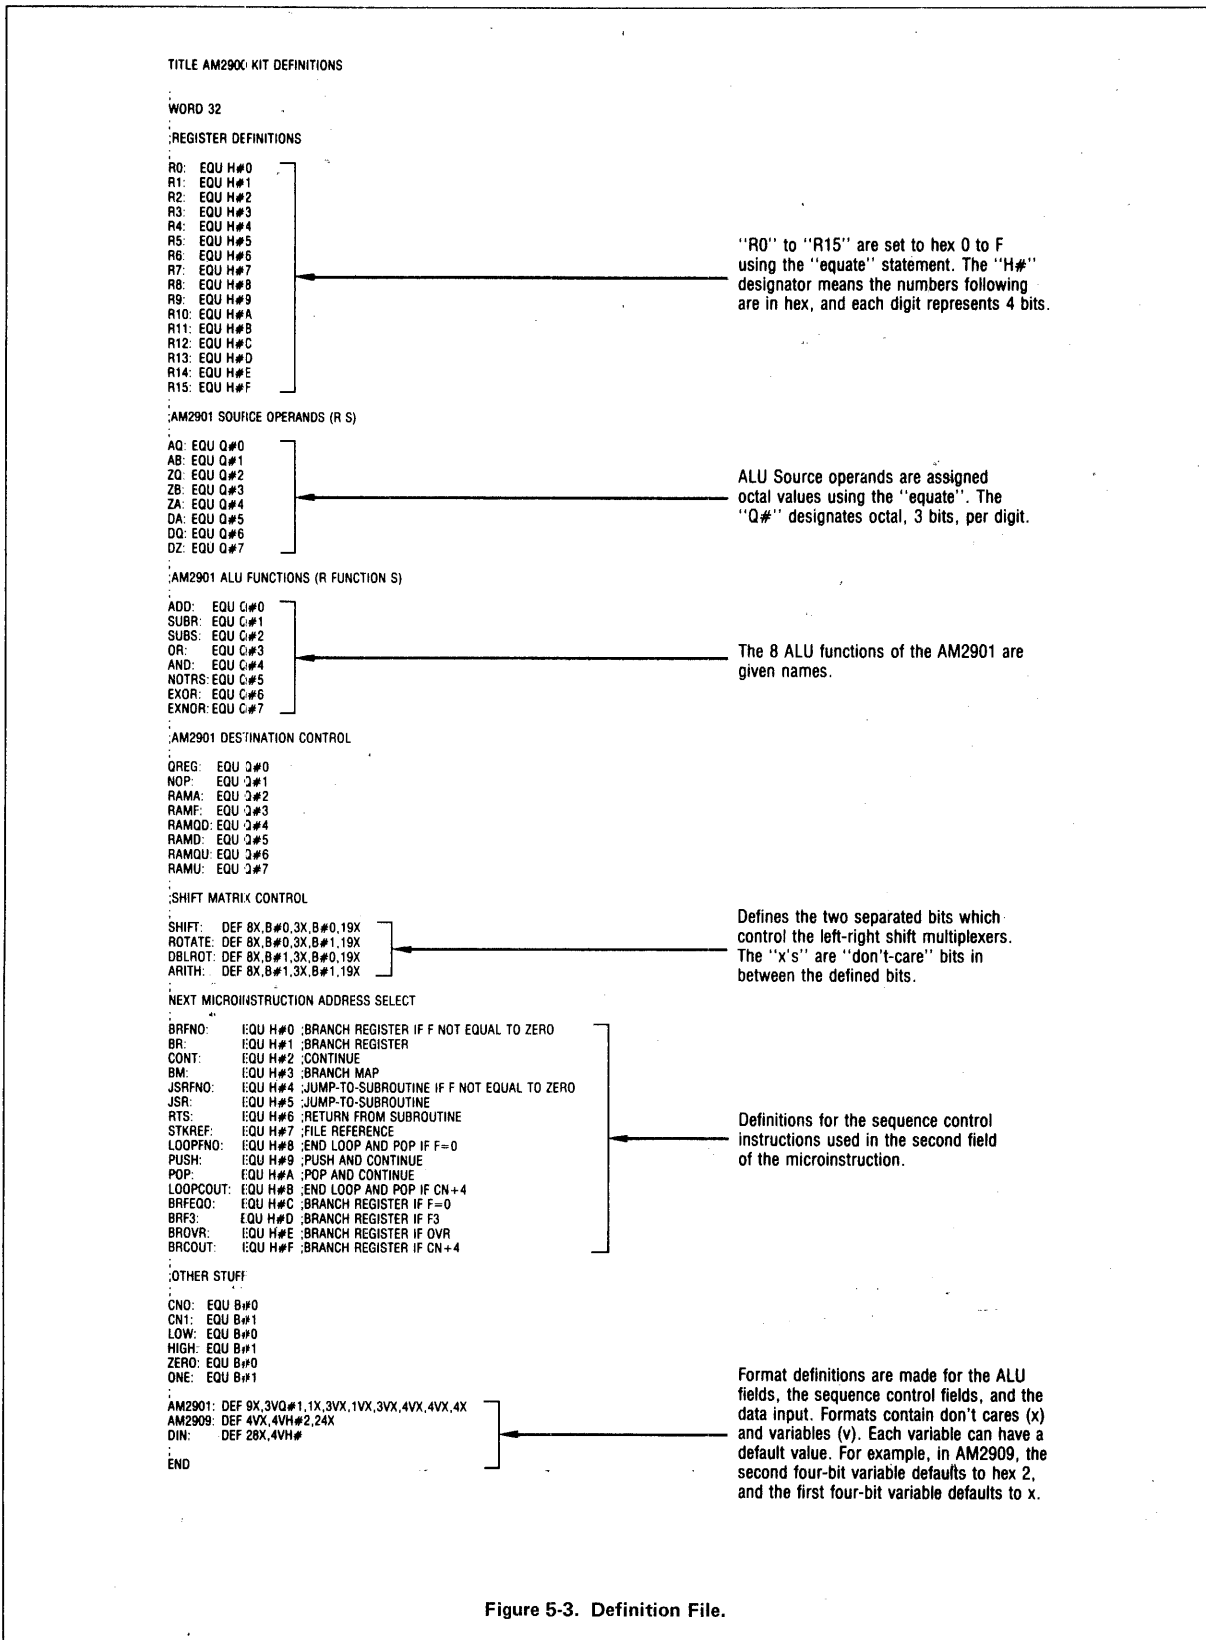 TITLE AM2900 KIT DEFINITIONS
;
WORD 32
;
;REGISTER DEFINITIONS
;
R0: EQU H#0
R1: EQU H#1
R2: EQU H#2
R3: EQU H#3
R4: EQU H#4
R5: EQU H#5
R6: EQU H#6
R7: EQU H#7
R8: EQU H#8
R9: EQU H#9
R10: EQU H#A
R11: EQU H#B
R12: EQU H#C
R13: EQU H#D
R14: EQU H#E
R15: EQU H#F
"R0" to "R15" are set to hex 0 to F
using the "equate" statement. The "H#"
designator means the numbers following
are in hex, and each digit represents 4 bits.
;
;AM2901 SOURCE OPERANDS (R S)
;
AQ: EQU Q#0
AB: EQU Q#1
ZQ: EQU Q#2
ZB: EQU Q#3
ZA: EQU Q#4
DA: EQU Q#5
DQ: EQU Q#6
DZ: EQU Q#7
ALU Source operands are assigned
octal values using the "equate". The
"Q#" designates octal, 3 bits, per digit.
;
;AM2901 ALU FUNCTIONS (R FUNCTION S)
;
ADD: EQU Q#0
SUBR: EQU Q#1
SUBS: EQU Q#2
OR: EQU Q#3
AND: EQU Q#4
NOTRS: EQU Q#5
EXOR: EQU Q#6
EXNOR: EQU Q#7
The 8 ALU functions of the AM2901 are
given names.
;
;AM2901 DESTINATION CONTROL
;
QREG: EQU Q#0
NOP: EQU Q#1
RAMA: EQU Q#2
RAMF: EQU Q#3
RAMQD: EQU Q#4
RAMD: EQU Q#5
RAMQU: EQU Q#6
RAMU: EQU Q#7
;
;SHIFT MATRIX CONTROL
;
SHIFT: DEF 8X,B#0,3X,B#0,19X
ROTATE: DEF 8X,B#0,3X,B#1,19X
DBLROT: DEF 8X,B#1,3X,B#0,19X
ARITH: DEF 8X,B#1,3X,B#1,19X
Defines the two separated bits which
control the left-right shift multiplexers.
The "x's" are "don't-care" bits in
between the defined bits.
;
NEXT MICROINSTRUCTION ADDRESS SELECT
;
BRFNO: EQU H#0 ;BRANCH REGISTER IF F NOT EQUAL TO ZERO
BR: EQU H#1 ;BRANCH REGISTER
CONT: EQU H#2 ;CONTINUE
BM: EQU H#3 ;BRANCH MAP
JSRFNO: EQU H#4 ;JUMP-TO-SUBROUTINE IF F NOT EQUAL TO ZERO
JSR: EQU H#5 ;JUMP-TO-SUBROUTINE
RTS: EQU H#6 ;RETURN FROM SUBROUTINE
STKREF: EQU H#7 ;FILE REFERENCE
LOOPFNO: EQU H#8 ;END LOOP AND POP IF F=0
PUSH: EQU H#9 ;PUSH AND CONTINUE
POP: EQU H#A ;POP AND CONTINUE
LOOPCOUT: EQU H#B ;END LOOP AND POP IF CN+4
BRFEQO: EQU H#C ;BRANCH REGISTER IF F=0
BRF3: EQU H#D ;BRANCH REGISTER IF F3
BROVR: EQU H#E ;BRANCH REGISTER IF OVR
BRCOUT: EQU H#F ;BRANCH REGISTER IF CN+4
Definitions for the sequence control
instructions used in the second field
of the microinstruction.
;
;OTHER STUFF
;
CN0: EQU B#0
CN1: EQU B#1
LOW: EQU B#0
HIGH: EQU B#1
ZERO: EQU B#0
ONE: EQU B#1
;
AM2901: DEF 9X,3VQ#1,1X,3VX,1VX,3VX,4VX,4VX,4X
AM2909: DEF 4VX,4VH#2,24X
DIN: DEF 28X,4VH#
;
END
Format definitions are made for the ALU
fields, the sequence control fields, and the
data input. Formats contain don't cares (x)
and variables (v). Each variable can have a
default value. For example, in AM2909, the
second four-bit variable defaults to hex 2,
and the first four-bit variable defaults to x.
Figure 5-3. Definition File.